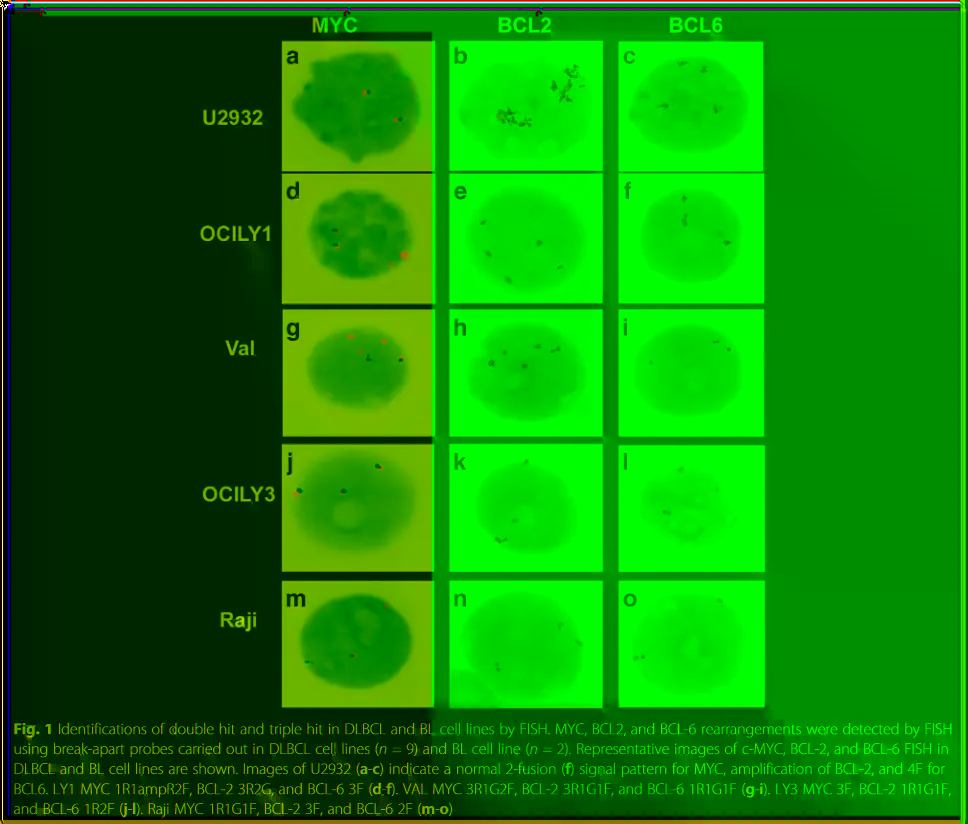 MYC BCL2 BCL6
a b c
U2932
d e f
OCILY1
g h i
Val
j k l
OCILY3
m n o
Raji
Fig. 1 Identifications of double hit and triple hit in DLBCL and BL cell lines by FISH. MYC, BCL2, and BCL-6 rearrangements were detected by FISH
using break-apart probes carried out in DLBCL cell lines (n = 9) and BL cell line (n = 2). Representative images of c-MYC, BCL-2, and BCL-6 FISH in
DLBCL and BL cell lines are shown. Images of U2932 (a-c) indicate a normal 2-fusion (f) signal pattern for MYC, amplification of BCL-2, and 4F for
BCL6. LY1 MYC 1R1ampR2F, BCL-2 3R2G, and BCL-6 3F (d-f). VAL MYC 3R1G2F, BCL-2 3R1G1F, and BCL-6 1R1G1F (g-i). LY3 MYC 3F, BCL-2 1R1G1F,
and BCL-6 1R2F (j-l). Raji MYC 1R1G1F, BCL-2 3F, and BCL-6 2F (m-o)